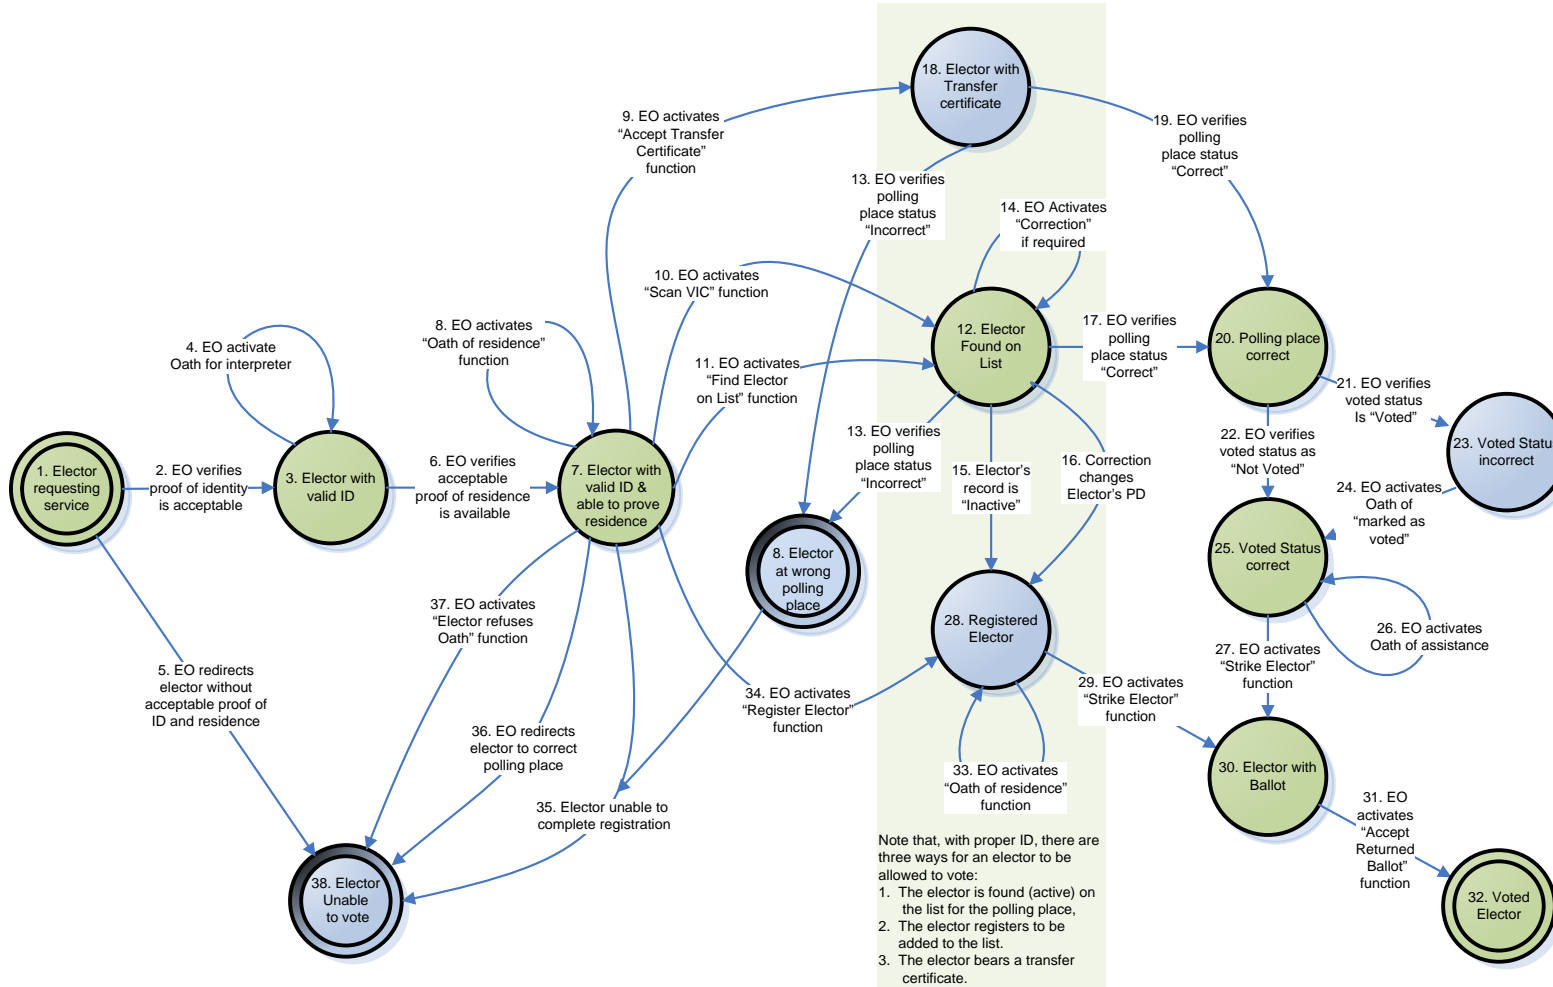 18. Elector with
Transfer
certificate
9. EO activates
“Accept Transfer
Certificate”
function
19. EO verifies
polling
place status
“Correct”
13. EO verifies
polling
place status
“Incorrect”
14. EO Activates
“Correction”
if required
10. EO activates
“Scan VIC” function
8. EO activates
“Oath of residence”
function
4. EO activate
Oath for interpreter
12. Elector
Found on
List
17. EO verifies
polling
place status
“Correct”
20. Polling place
correct
11. EO activates
“Find Elector
on List” function
21. EO verifies
voted status
Is “Voted”
1. Elector
requesting
service
2. EO verifies
proof of identity
is acceptable
3. Elector with
valid ID
6. EO verifies
acceptable
proof of residence
is available
7. Elector with
valid ID &
able to prove
residence
13. EO verifies
polling
place status
“Incorrect”
15. Elector’s
record is
“Inactive”
16. Correction
changes
Elector’s PD
22. EO verifies
voted status as
“Not Voted”
23. Voted Statu
incorrect
24. EO activates
Oath of
“marked as
voted”
8. Elector
at wrong
polling
place
25. Voted Status
correct
37. EO activates
“Elector refuses
Oath” function
28. Registered
Elector
26. EO activates
Oath of assistance
27. EO activates
“Strike Elector”
function
5. EO redirects
elector without
acceptable proof of
ID and residence
34. EO activates
“Register Elector”
function
29. EO activates
“Strike Elector”
function
36. EO redirects
elector to correct
polling place
33. EO activates
“Oath of residence”
function
30. Elector with
Ballot
35. Elector unable to
complete registration
31. EO
activates
“Accept
Returned
Ballot”
function
38. Elector
Unable
to vote
32. Voted
Elector
Note that, with proper ID, there are
three ways for an elector to be
allowed to vote:
1. The elector is found (active) on
the list for the polling place,
2. The elector registers to be
added to the list.
3. The elector bears a transfer
certificate.